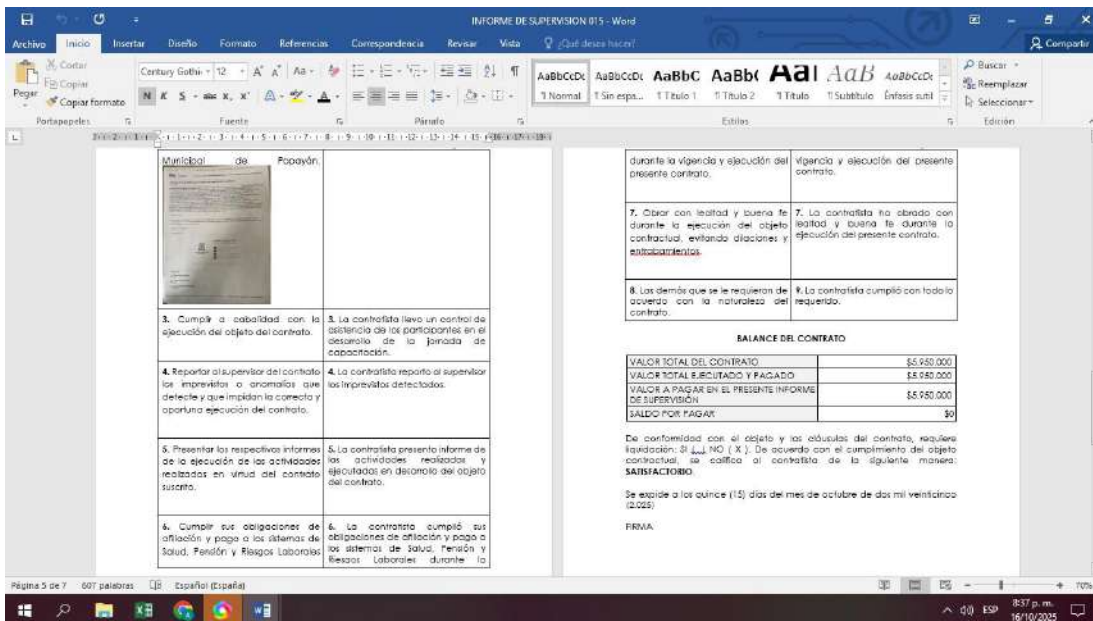 INFORME DE SUPERVISION 015 - Word
Archivo Inicio Insertar Diseño Formato Referencias Correspondencia Revisar Vista ¿Qué desea hacer? Compartir
Cortar
Copiar
Copiar formato
Pegar
Century Gothi 12
AaBbCcDc AaBbCcDc AaBbC AaBb( AaI AaB AaBbCcDc
¶ Normal ¶ Sin espa... ¶ Título 1 ¶ Título 2 ¶ Título ¶ Subtítulo Énfasis sutil
Buscar
Reemplazar
Seleccionar
Portapapeles Fuente Párrafo Estilos Edición
Municipal de Popayán.
3. Cumplir a cabalidad con la
ejecución del objeto del contrato.
3. La contratista llevo un control de
asistencia de los participantes en el
desarrollo de la jornada de
capacitación.
4. Reportar al supervisor del contrato
los imprevistos o anomalías que
detecte y que impidan la correcta y
oportuna ejecución del contrato.
4. La contratista reporto al supervisor
los imprevistos detectados.
5. Presentar los respectivos informes
de la ejecución de las actividades
realizadas en virtud del contrato
suscrito.
5. La contratista presento informe de
las actividades realizadas y
ejecutadas en desarrollo del objeto
del contrato.
6. Cumplir sus obligaciones de
afiliación y pago a los sistemas de
Salud, Pensión y Riesgos Laborales
6. La contratista cumplió sus
obligaciones de afiliación y pago a
los sistemas de Salud, Pensión y
Riesgos Laborales durante la
durante la vigencia y ejecución del
presente contrato.
vigencia y ejecución del presente
contrato.
7. Obrar con lealtad y buena fe
durante la ejecución del objeto
contractual, evitando dilaciones y
entrabamientos.
7. La contratista ha obrado con
lealtad y buena fe durante la
ejecución del presente contrato.
8. Las demás que se le requieran de
acuerdo con la naturaleza del
contrato.
9. La contratista cumplió con todo lo
requerido.
BALANCE DEL CONTRATO
VALOR TOTAL DEL CONTRATO $5.950.000
VALOR TOTAL EJECUTADO Y PAGADO $5.950.000
VALOR A PAGAR EN EL PRESENTE INFORME
DE SUPERVISIÓN $5.950.000
SALDO POR PAGAR $0
De conformidad con el objeto y las cláusulas del contrato, requiere
liquidación: SI (__) NO ( X ). De acuerdo con el cumplimiento del objeto
contractual, se califica al contratista de la siguiente manera:
SATISFACTORIO
Se expide a los quince (15) días del mes de octubre de dos mil veinticinco
(2.025)
FIRMA
Página 5 de 7 607 palabras Español (España) 70%
ESP 8:37 p. m.
16/10/2025